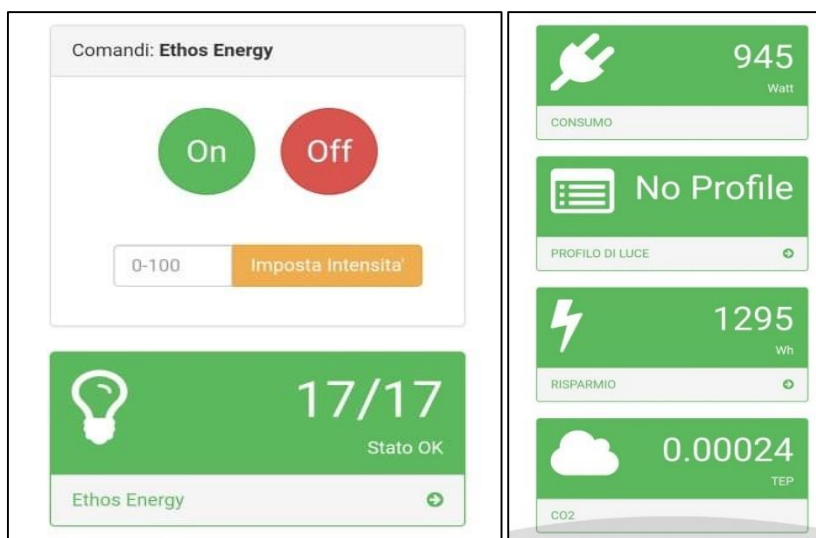 Comandi: Ethos Energy
On Off
0-100 Imposta Intensita'
17/17
Stato OK
Ethos Energy
945
Watt
CONSUMO
No Profile
PROFILO DI LUCE
1295
Wh
RISPARMIO
0.00024
TEP
CO2